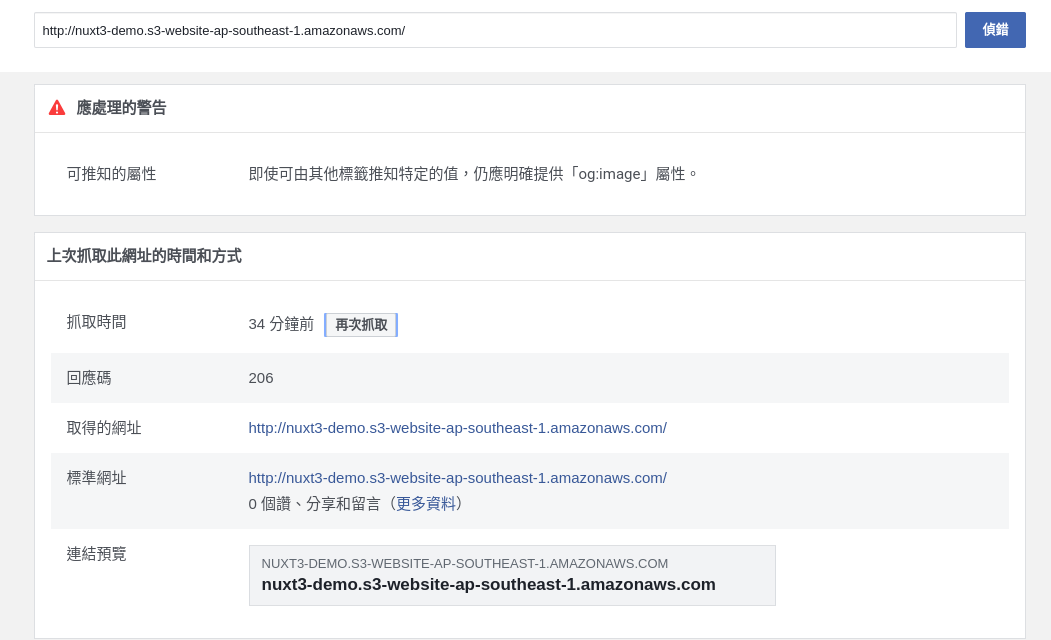 http://nuxt3-demo.s3-website-ap-southeast-1.amazonaws.com/
偵錯
應處理的警告
可推知的屬性 即使可由其他標籤推知特定的值，仍應明確提供「og:image」屬性。
上次抓取此網址的時間和方式
抓取時間 34 分鐘前 再次抓取
回應碼 206
取得的網址 http://nuxt3-demo.s3-website-ap-southeast-1.amazonaws.com/
標準網址 http://nuxt3-demo.s3-website-ap-southeast-1.amazonaws.com/
0 個讚、分享和留言（更多資料）
連結預覽
NUXT3-DEMO.S3-WEBSITE-AP-SOUTHEAST-1.AMAZONAWS.COM
nuxt3-demo.s3-website-ap-southeast-1.amazonaws.com